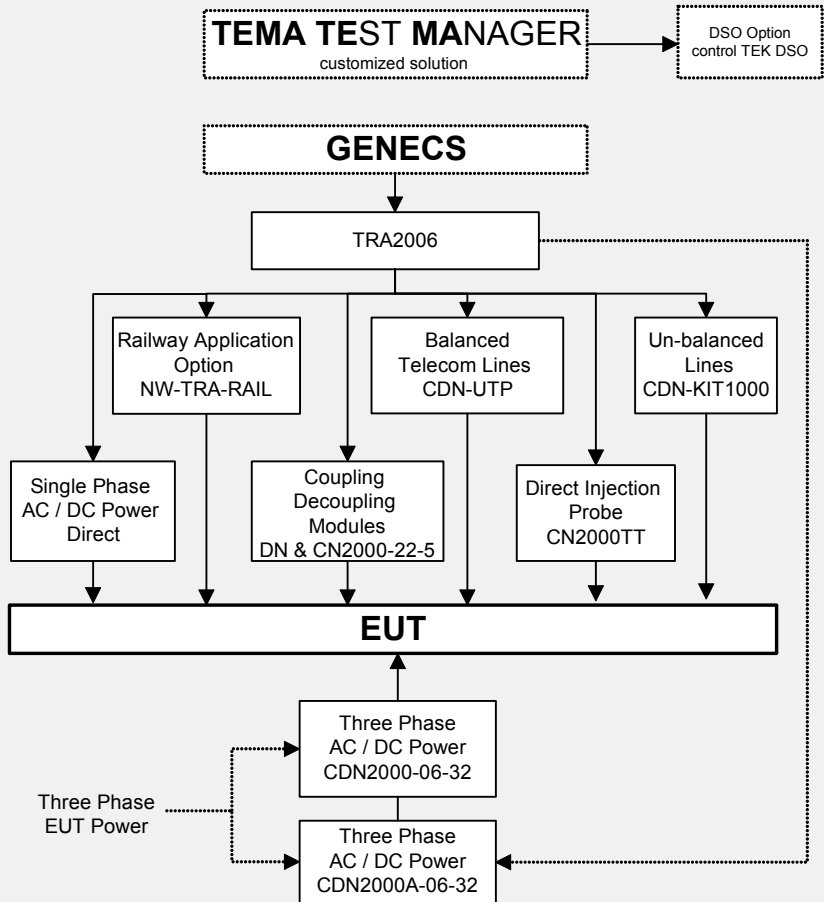 TEMA TEST MANAGER
customized solution
DSO Option
control TEK DSO
GENECS
TRA2006
Railway Application
Option
NW-TRA-RAIL
Balanced
Telecom Lines
CDN-UTP
Un-balanced
Lines
CDN-KIT1000
Single Phase
AC / DC Power
Direct
Coupling
Decoupling
Modules
DN & CN2000-22-5
Direct Injection
Probe
CN2000TT
EUT
Three Phase
AC / DC Power
CDN2000-06-32
Three Phase
EUT Power
Three Phase
AC / DC Power
CDN2000A-06-32